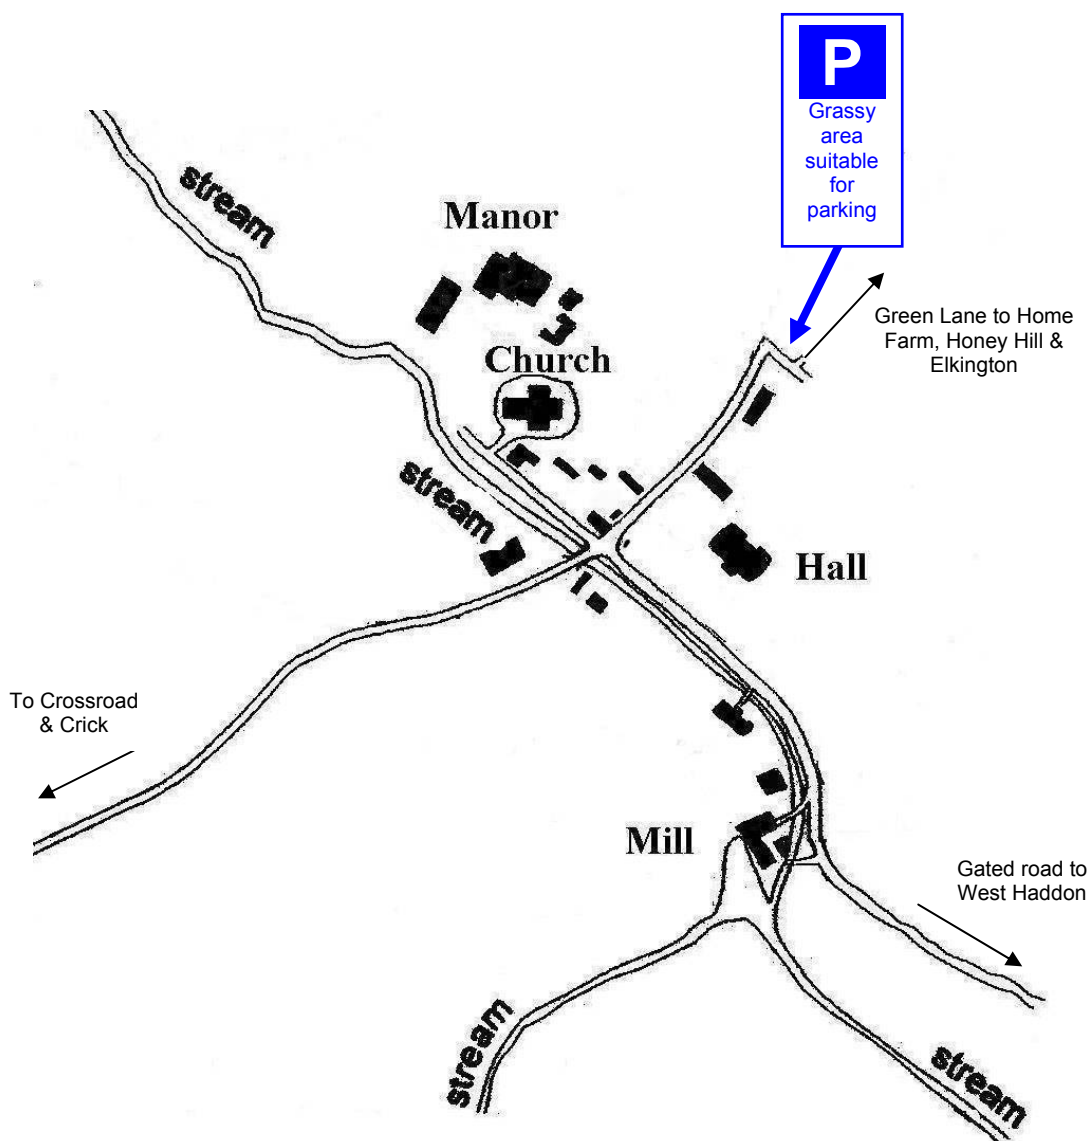 P
Grassy
area
suitable
for
parking
stream
Manor
Green Lane to Home
Farm, Honey Hill &
Elkington
Church
stream
Hall
To Crossroad
& Crick
Mill
Gated road to
West Haddon
stream
stream